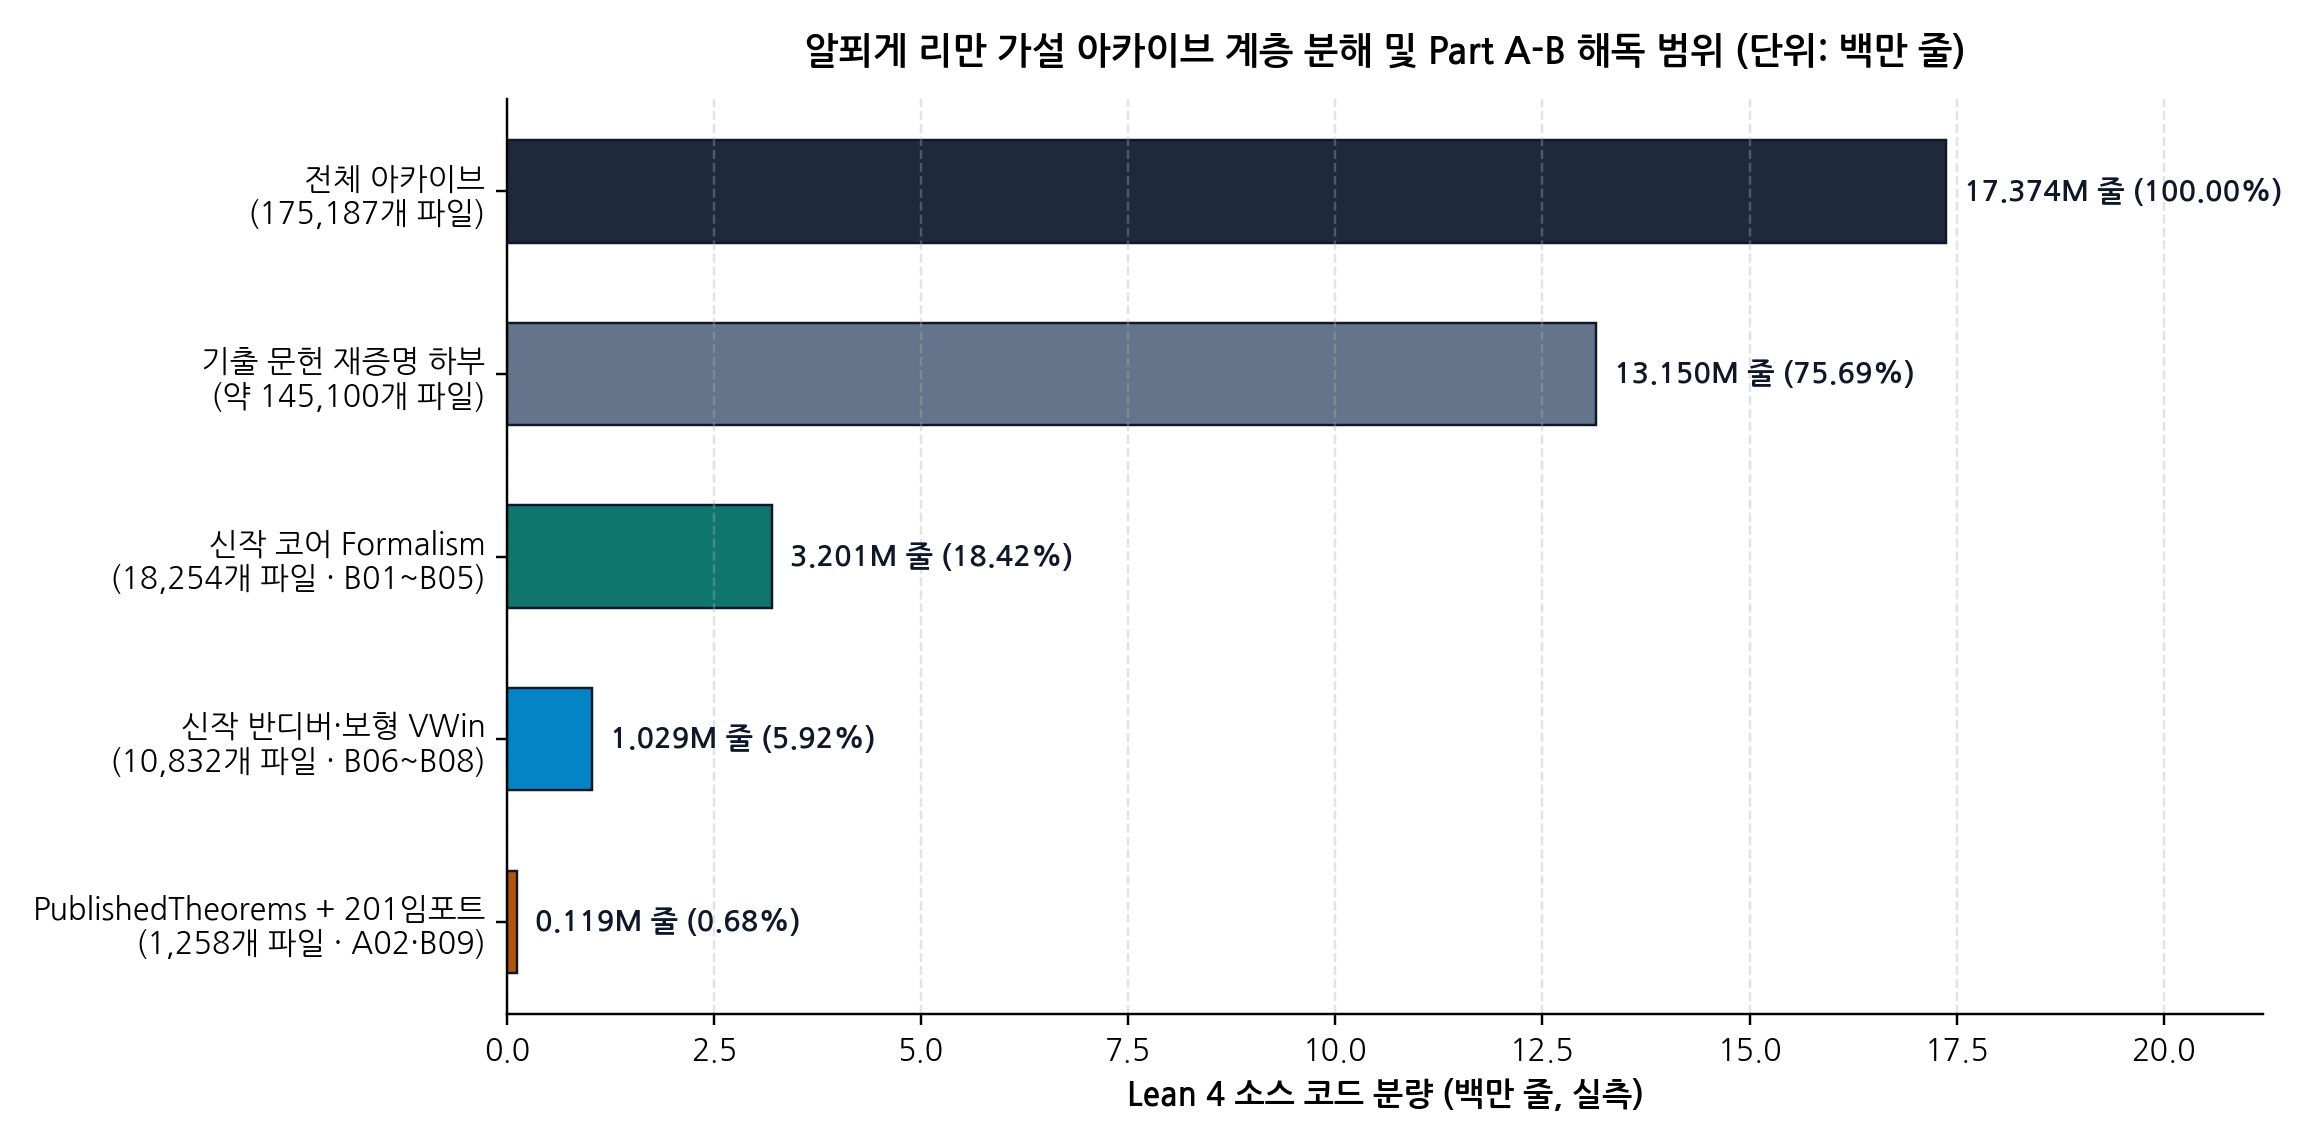 알푀게 리만 가설 아카이브 계층 분해 및 Part A-B 해독 범위 (단위: 백만 줄)
전체 아카이브
(175,187개 파일)
17.374M 줄 (100.00%)
기출 문헌 재증명 하부
(약 145,100개 파일)
13.150M 줄 (75.69%)
신작 코어 Formalism
(18,254개 파일 · B01~B05)
3.201M 줄 (18.42%)
신작 반디버·보형 VWin
(10,832개 파일 · B06~B08)
1.029M 줄 (5.92%)
PublishedTheorems + 201임포트
(1,258개 파일 · A02·B09)
0.119M 줄 (0.68%)
0.0 2.5 5.0 7.5 10.0 12.5 15.0 17.5 20.0
Lean 4 소스 코드 분량 (백만 줄, 실측)